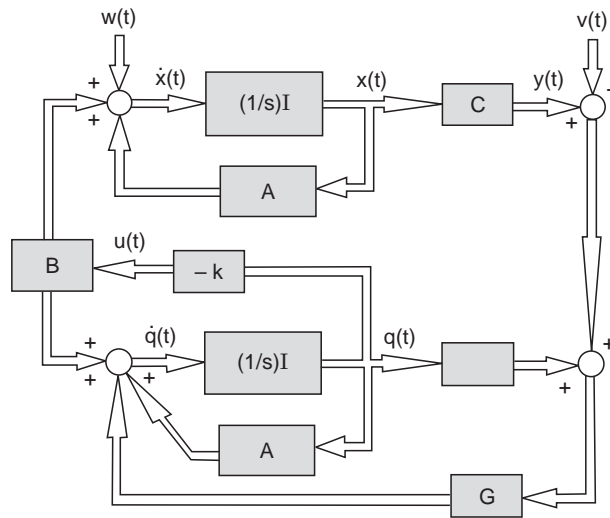 w(t)
v(t)
ẋ(t)
x(t)
y(t)
+
+
(1/s)I
C
+
+
A
u(t)
B
– k
q̇(t)
q(t)
+
+
+
(1/s)I
+
+
A
G